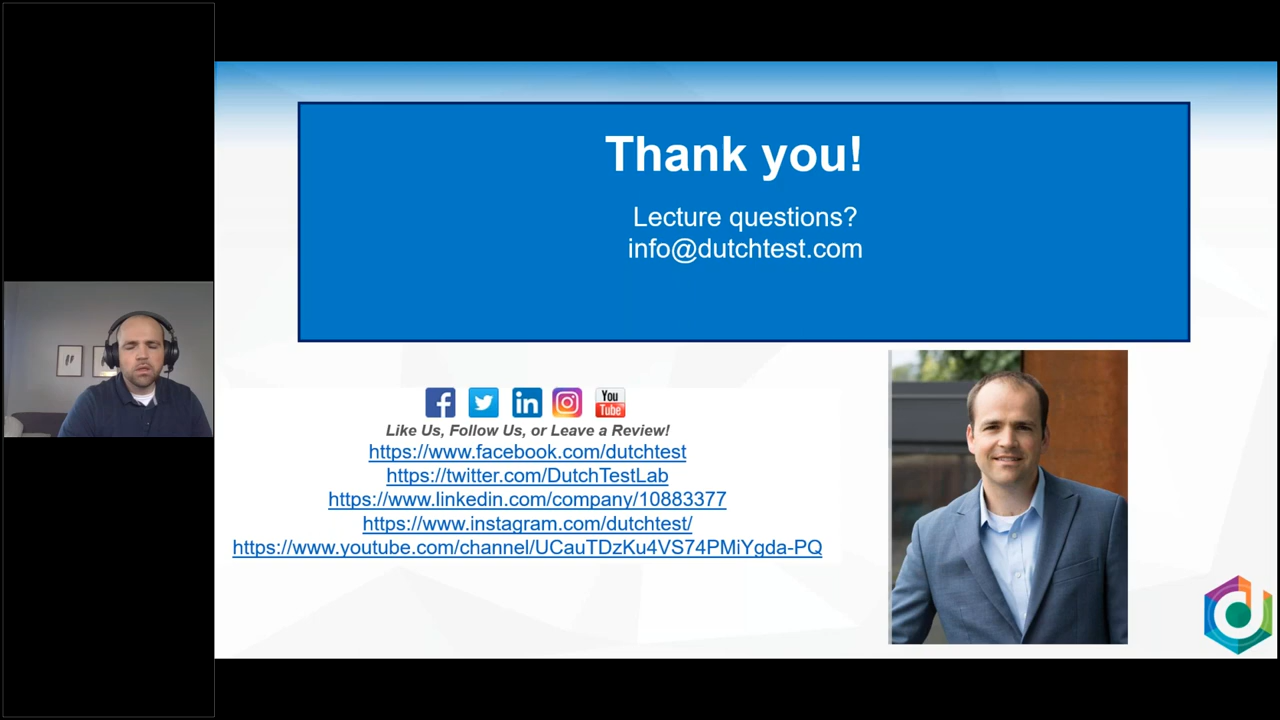 Thank you!
Lecture questions?
info@dutchtest.com
You
Tube
Like Us, Follow Us, or Leave a Review!
https://www.facebook.com/dutchtest
https://twitter.com/DutchTestLab
https://www.linkedin.com/company/10883377
https://www.instagram.com/dutchtest/
https://www.youtube.com/channel/UCauTDzKu4VS74PMiYgda-PQ